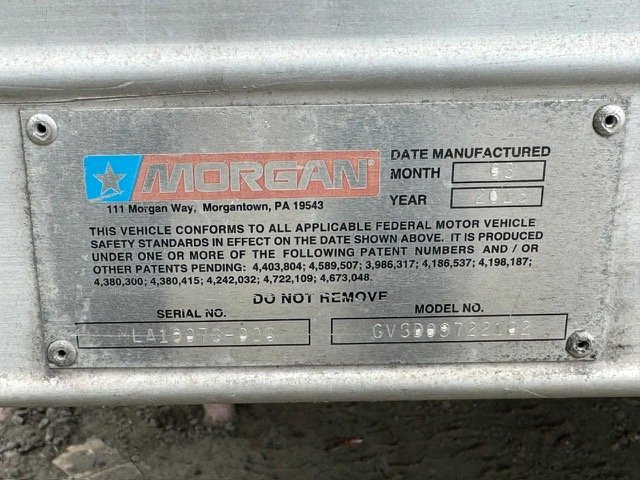 MORGAN
111 Morgan Way, Morgantown, PA 19543
DATE MANUFACTURED
MONTH 03
YEAR 2013
THIS VEHICLE CONFORMS TO ALL APPLICABLE FEDERAL MOTOR VEHICLE
SAFETY STANDARDS IN EFFECT ON THE DATE SHOWN ABOVE. IT IS PRODUCED
UNDER ONE OR MORE OF THE FOLLOWING PATENT NUMBERS AND / OR
OTHER PATENTS PENDING: 4,403,804; 4,589,507; 3,986,317; 4,186,537; 4,198,187;
4,380,300; 4,380,415; 4,242,032; 4,722,109; 4,673,048.
DO NOT REMOVE
SERIAL NO.
MODEL NO.